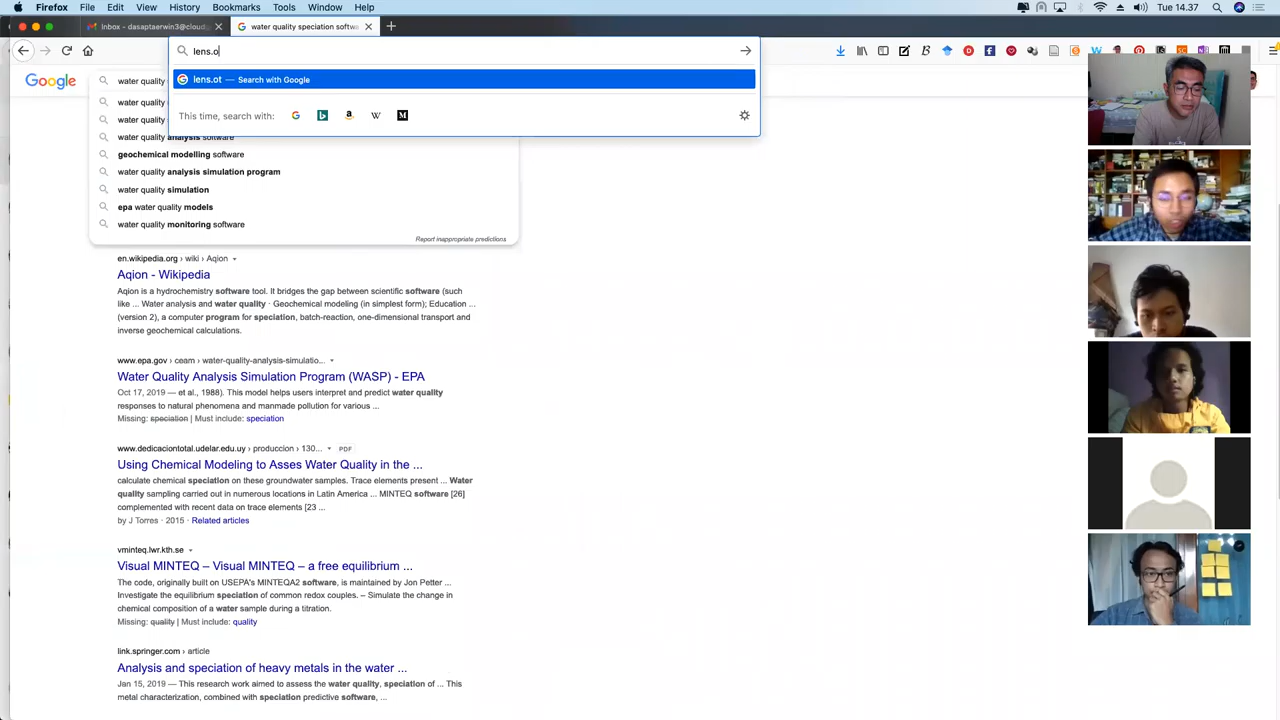 Firefox File Edit View History Bookmarks Tools Window Help
Tue 14.37
Inbox - dasaptaerwin3@cloud
water quality speciation softwa
lens.o
lens.ot — Search with Google
This time, search with:
Google
water quality
water quality
water quality
water quality analysis software
geochemical modelling software
water quality analysis simulation program
water quality simulation
epa water quality models
water quality monitoring software
Report inappropriate predictions
en.wikipedia.org › wiki › Aqion
Aqion - Wikipedia
Aqion is a hydrochemistry software tool. It bridges the gap between scientific software (such
like ... Water analysis and water quality · Geochemical modeling (in simplest form); Education ...
(version 2), a computer program for speciation, batch-reaction, one-dimensional transport and
inverse geochemical calculations.
www.epa.gov › ceam › water-quality-analysis-simulatio...
Water Quality Analysis Simulation Program (WASP) - EPA
Oct 17, 2019 — et al., 1988). This model helps users interpret and predict water quality
responses to natural phenomena and manmade pollution for various ...
Missing: speciation | Must include: speciation
www.dedicaciontotal.udelar.edu.uy › produccion › 130... PDF
Using Chemical Modeling to Asses Water Quality in the ...
calculate chemical speciation on these groundwater samples. Trace elements present ... Water
quality sampling carried out in numerous locations in Latin America ... MINTEQ software [26]
complemented with recent data on trace elements [23 ...
by J Torres · 2015 · Related articles
vminteq.lwr.kth.se
Visual MINTEQ – Visual MINTEQ – a free equilibrium ...
The code, originally built on USEPA's MINTEQA2 software, is maintained by Jon Petter ...
Investigate the equilibrium speciation of common redox couples. – Simulate the change in
chemical composition of a water sample during a titration.
Missing: quality | Must include: quality
link.springer.com › article
Analysis and speciation of heavy metals in the water ...
Jan 15, 2019 — This research work aimed to assess the water quality, speciation of ... This
metal characterization, combined with speciation predictive software, ...